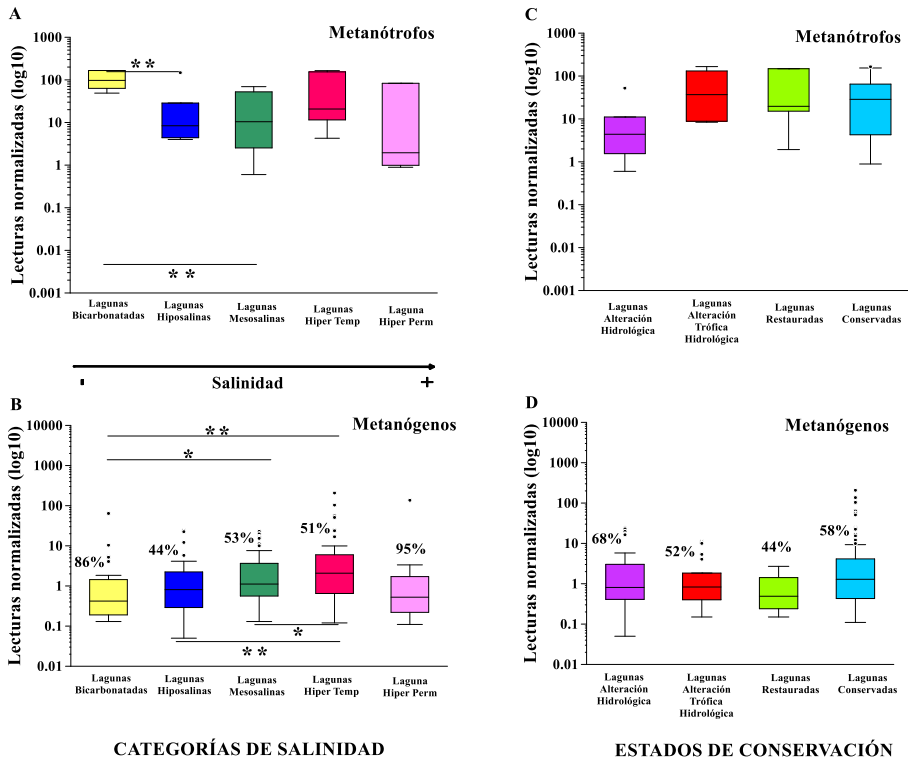 A
Metanótrofos
Lecturas normalizadas (log10)
1000
100
10
1
0.1
0.01
0.001
**
**
Lagunas
Bicarbonatadas
Lagunas
Hiposalinas
Lagunas
Mesosalinas
Lagunas
Hiper Temp
Laguna
Hiper Perm
- Salinidad +
C
Metanótrofos
Lecturas normalizadas (log10)
1000
100
10
1
0.1
0.01
0.001
Lagunas
Alteración
Hidrológica
Lagunas
Alteración
Trófica
Hidrológica
Lagunas
Restauradas
Lagunas
Conservadas
B
Metanógenos
Lecturas normalizadas (log10)
10000
1000
100
10
1
0.1
0.01
**
*
86%
44%
53%
51%
95%
*
**
Lagunas
Bicarbonatadas
Lagunas
Hiposalinas
Lagunas
Mesosalinas
Lagunas
Hiper Temp
Laguna
Hiper Perm
CATEGORÍAS DE SALINIDAD
D
Metanógenos
Lecturas normalizadas (log10)
10000
1000
100
10
1
0.1
0.01
68%
52%
44%
58%
Lagunas
Alteración
Hidrológica
Lagunas
Alteración
Trófica
Hidrológica
Lagunas
Restauradas
Lagunas
Conservadas
ESTADOS DE CONSERVACIÓN